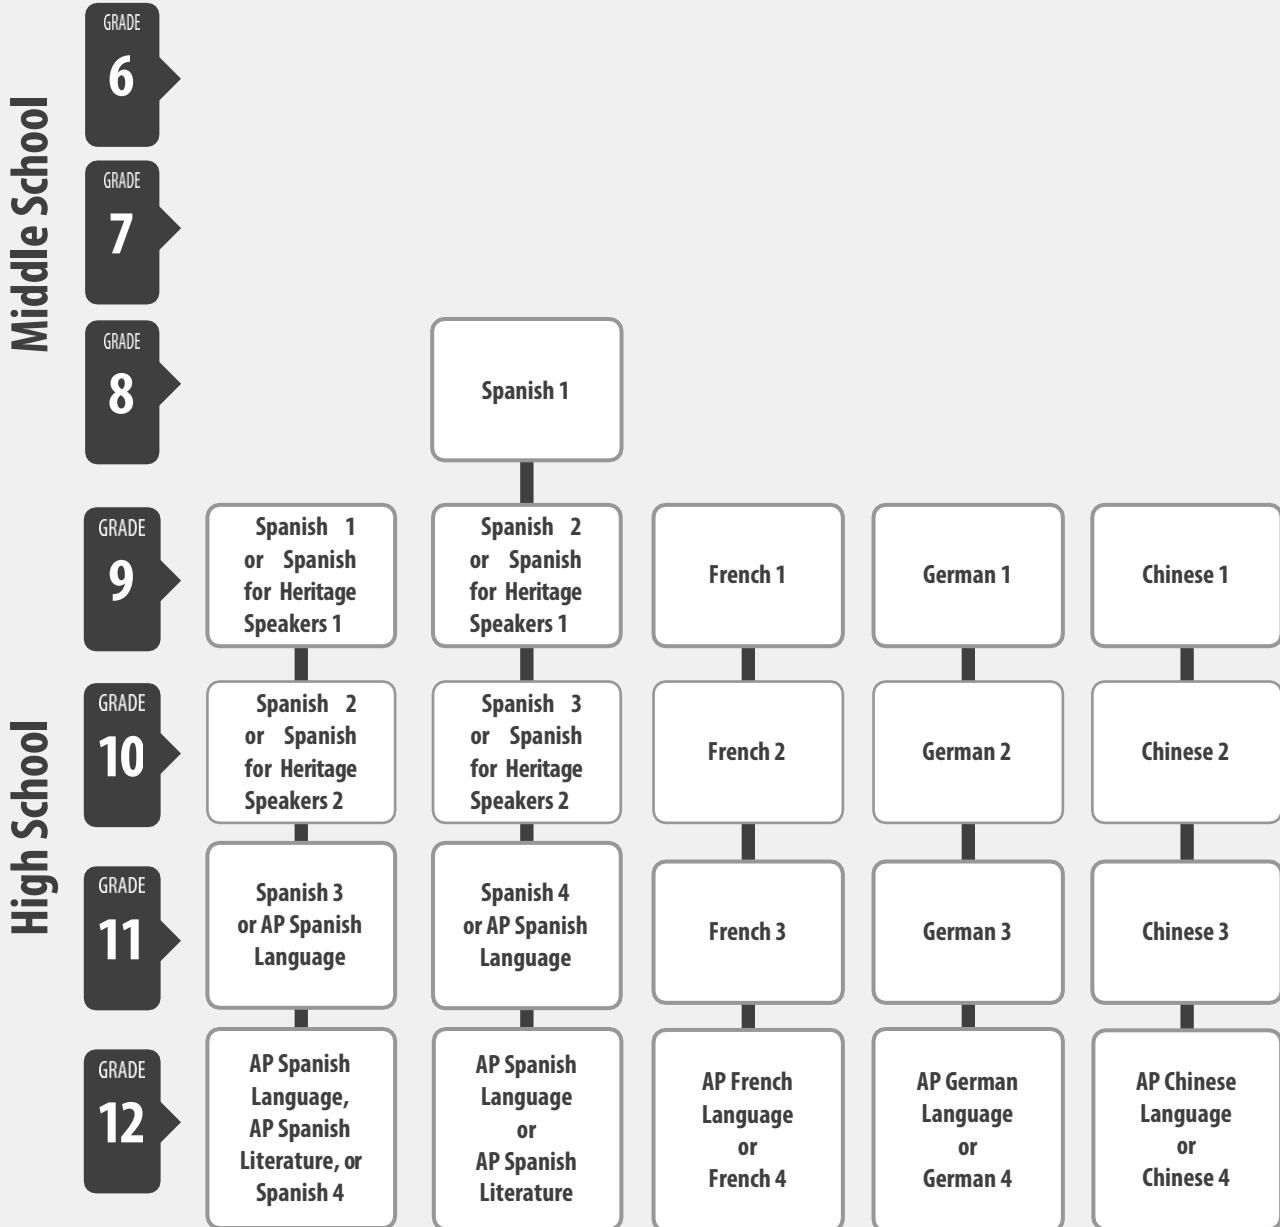 Middle School
GRADE
6
GRADE
7
GRADE
8
Spanish 1
High School
GRADE
9
Spanish 1
or Spanish
for Heritage
Speakers 1
Spanish 2
or Spanish
for Heritage
Speakers 1
French 1
German 1
Chinese 1
GRADE
10
Spanish 2
or Spanish
for Heritage
Speakers 2
Spanish 3
or Spanish
for Heritage
Speakers 2
French 2
German 2
Chinese 2
GRADE
11
Spanish 3
or AP Spanish
Language
Spanish 4
or AP Spanish
Language
French 3
German 3
Chinese 3
GRADE
12
AP Spanish
Language,
AP Spanish
Literature, or
Spanish 4
AP Spanish
Language
or
AP Spanish
Literature
AP French
Language
or
French 4
AP German
Language
or
German 4
AP Chinese
Language
or
Chinese 4